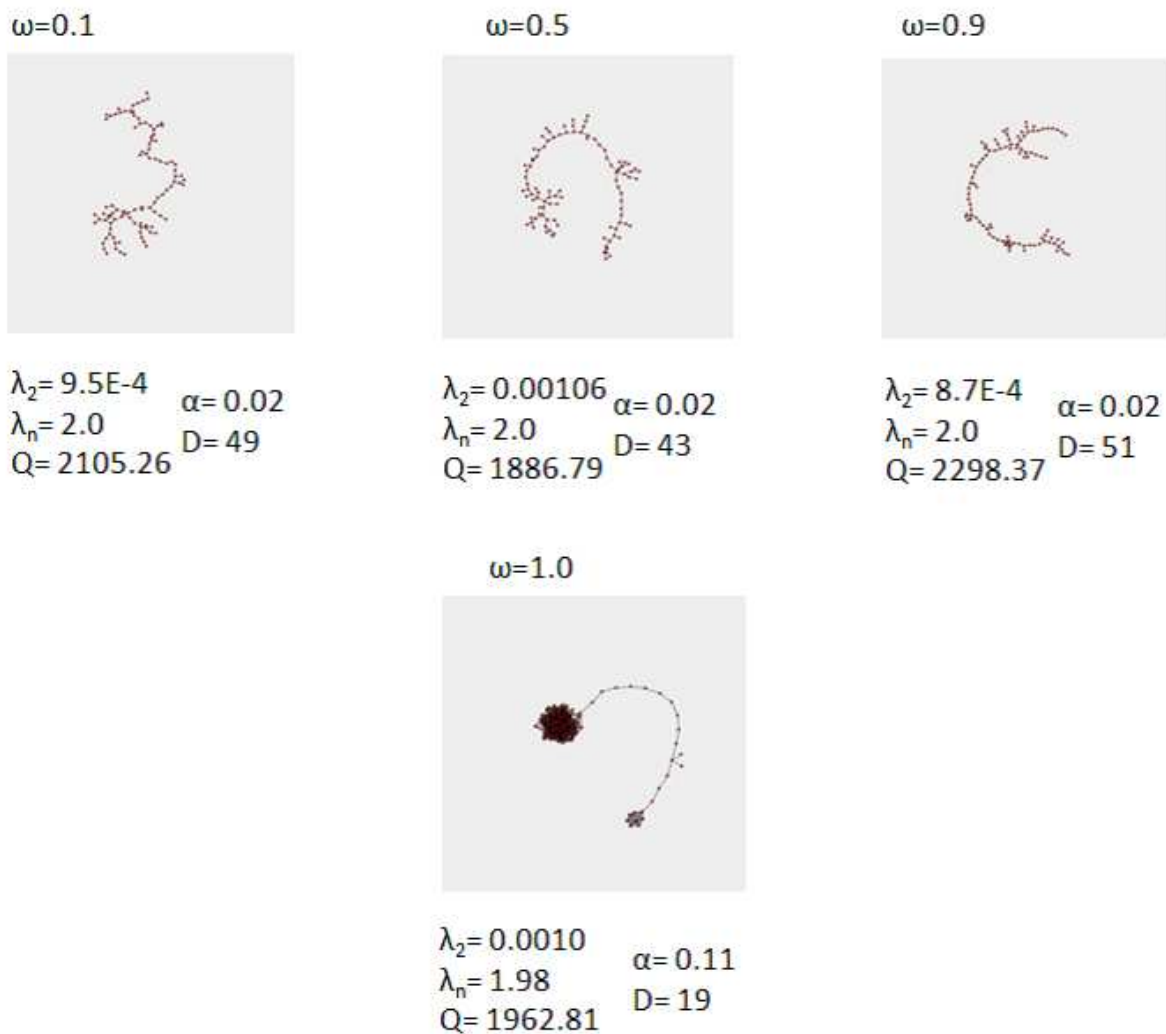 ω=0.1
ω=0.5
ω=0.9
λ₂= 9.5E-4
λₙ= 2.0
Q= 2105.26
α= 0.02
D= 49
λ₂= 0.00106
λₙ= 2.0
Q= 1886.79
α= 0.02
D= 43
λ₂= 8.7E-4
λₙ= 2.0
Q= 2298.37
α= 0.02
D= 51
ω=1.0
λ₂= 0.0010
λₙ= 1.98
Q= 1962.81
α= 0.11
D= 19